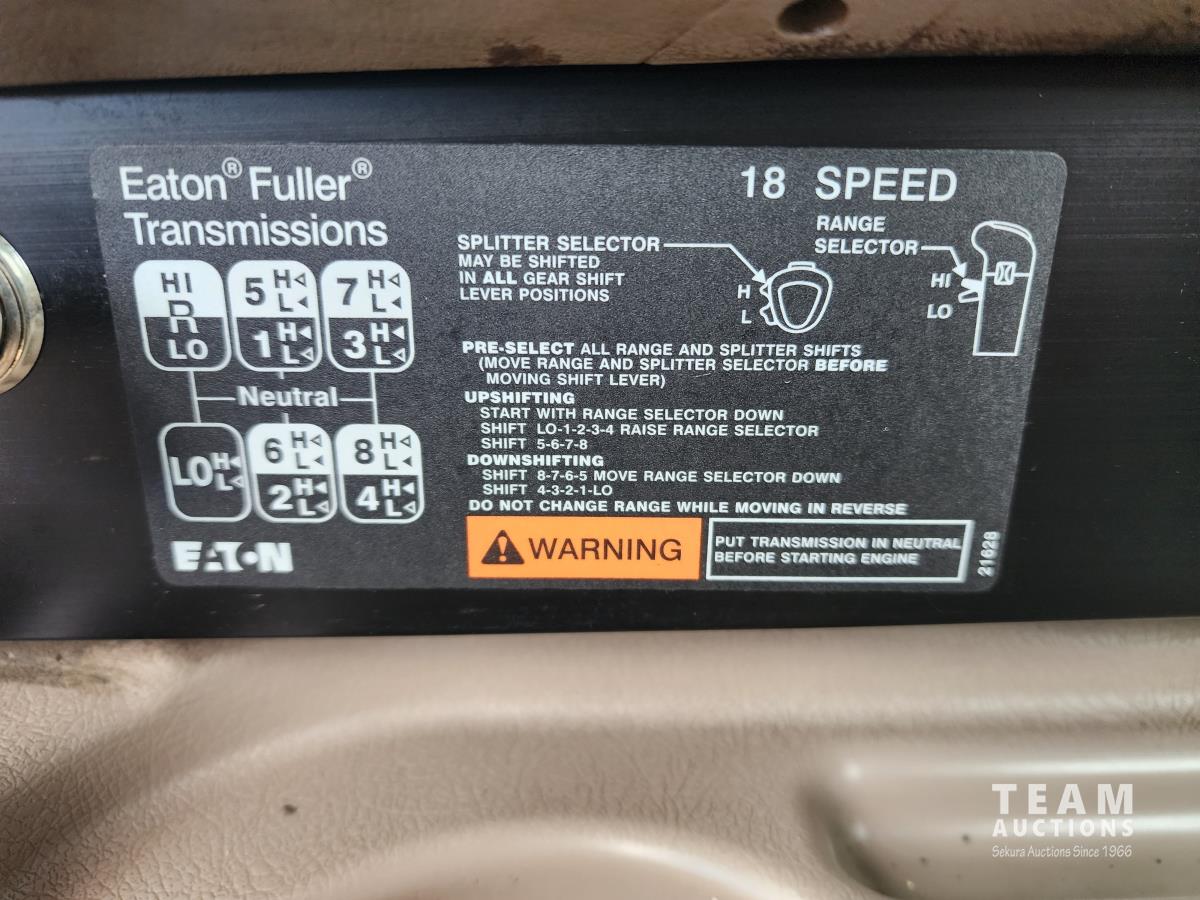 Eaton® Fuller®
Transmissions
18 SPEED
HI
R
LO
5 H L
1 H L
7 H L
3 H L
Neutral
LO H L
6 H L
2 H L
8 H L
4 H L
EATON
SPLITTER SELECTOR
MAY BE SHIFTED
IN ALL GEAR SHIFT
LEVER POSITIONS
H
L
RANGE
SELECTOR
HI
LO
PRE-SELECT ALL RANGE AND SPLITTER SHIFTS
(MOVE RANGE AND SPLITTER SELECTOR BEFORE
MOVING SHIFT LEVER)
UPSHIFTING
START WITH RANGE SELECTOR DOWN
SHIFT LO-1-2-3-4 RAISE RANGE SELECTOR
SHIFT 5-6-7-8
DOWNSHIFTING
SHIFT 8-7-6-5 MOVE RANGE SELECTOR DOWN
SHIFT 4-3-2-1-LO
DO NOT CHANGE RANGE WHILE MOVING IN REVERSE
WARNING
PUT TRANSMISSION IN NEUTRAL
BEFORE STARTING ENGINE
21628
TEAM
AUCTIONS
Sekura Auctions Since 1966